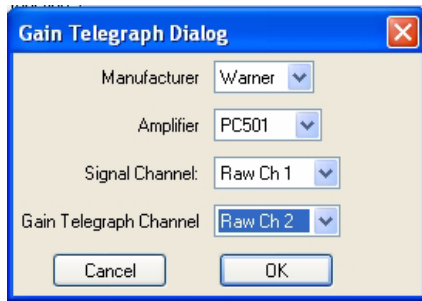 Gain Telegraph Dialog
Manufacturer Warner
Amplifier PC501
Signal Channel: Raw Ch 1
Gain Telegraph Channel Raw Ch 2
Cancel OK